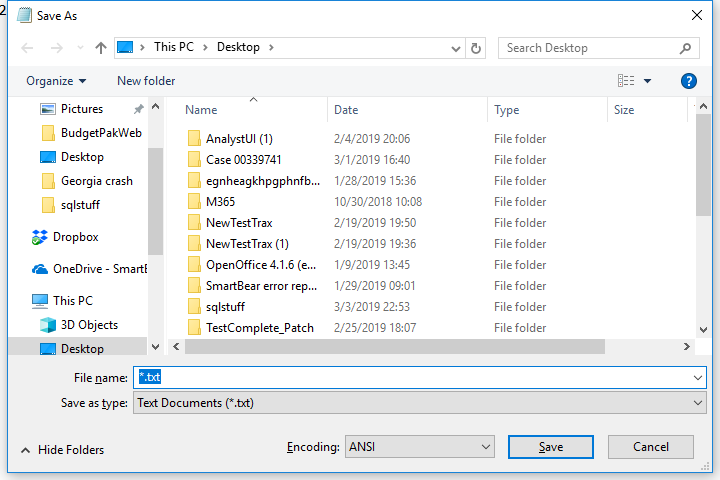 2
Save As
This PC > Desktop >
Search Desktop
Organize
New folder
?
Pictures
BudgetPakWeb
Desktop
Georgia crash
sqlstuff
Dropbox
OneDrive - SmartB
This PC
3D Objects
Desktop
Name Date Type Size
AnalystUI (1) 2/4/2019 20:06 File folder
Case 00339741 3/1/2019 16:40 File folder
egnheagkhpgphnfb... 1/28/2019 15:36 File folder
M365 10/30/2018 10:08 File folder
NewTestTrax 2/19/2019 19:50 File folder
NewTestTrax (1) 2/19/2019 19:36 File folder
OpenOffice 4.1.6 (e... 1/9/2019 13:45 File folder
SmartBear error rep... 1/29/2019 09:01 File folder
sqlstuff 3/3/2019 22:53 File folder
TestComplete_Patch 2/25/2019 18:07 File folder
File name: *.txt
Save as type: Text Documents (*.txt)
Hide Folders
Encoding: ANSI
Save
Cancel